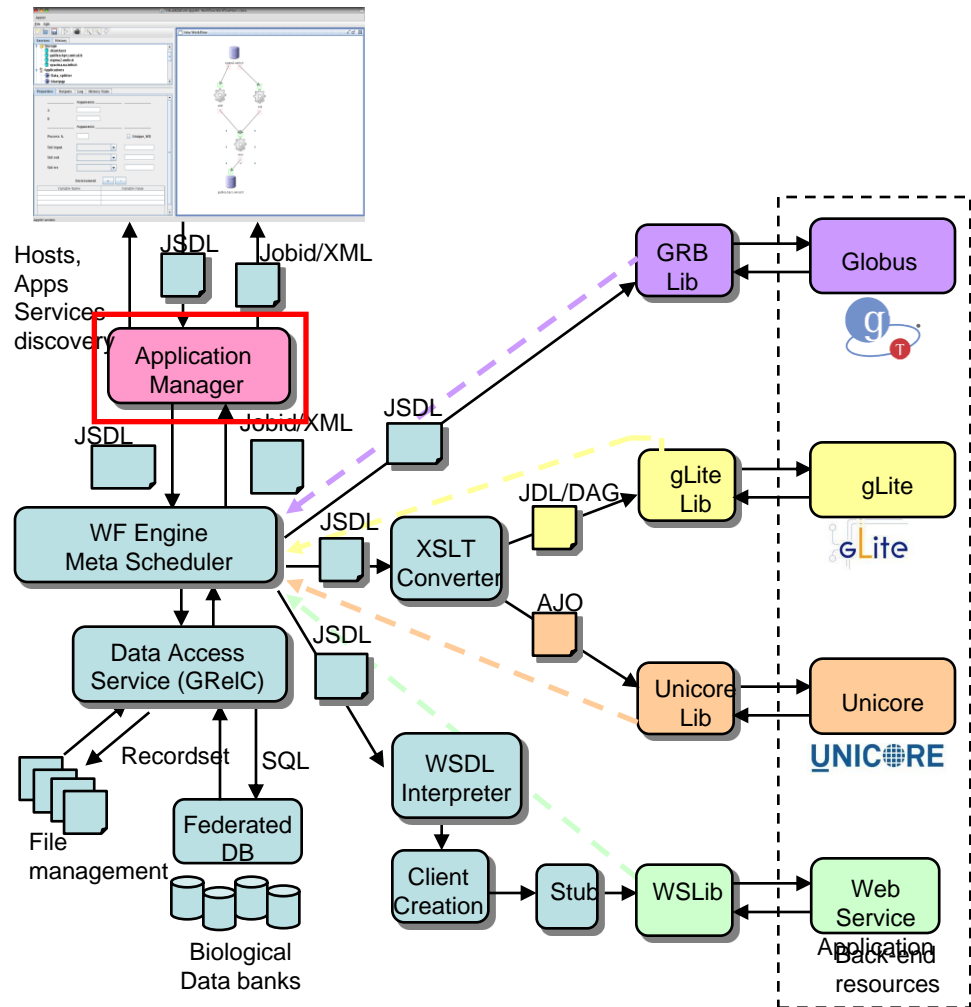 New Workflow
Hosts,
Apps
Services
discovery
JSDL
Jobid/XML
Application
Manager
JSDL
Jobid/XML
WF Engine
Meta Scheduler
Data Access
Service (GRelC)
Recordset
SQL
File
management
Federated
DB
Biological
Data banks
JSDL
JSDL
XSLT
Converter
JDL/DAG
AJO
JSDL
WSDL
Interpreter
Client
Creation
Stub
GRB
Lib
gLite
Lib
Unicore
Lib
WSLib
Globus
g
T
gLite
gLite
Unicore
UNICORE
Web
Service
Application
Back-end
resources